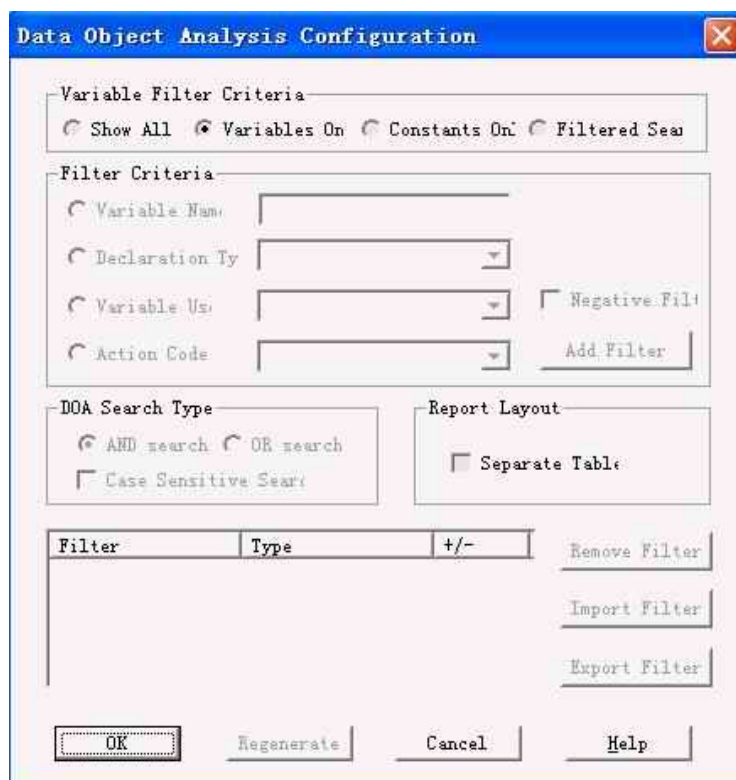 Data Object Analysis Configuration
Variable Filter Criteria
Show All Variables On Constants On Filtered Sea
Filter Criteria
Variable Nam
Declaration Ty
Variable Us
Negative Filt
Action Code
Add Filter
DOA Search Type
AND search OR search
Case Sensitive Sear
Report Layout
Separate Table
Filter Type +/-
Remove Filter
Import Filter
Export Filter
OK Regenerate Cancel Help